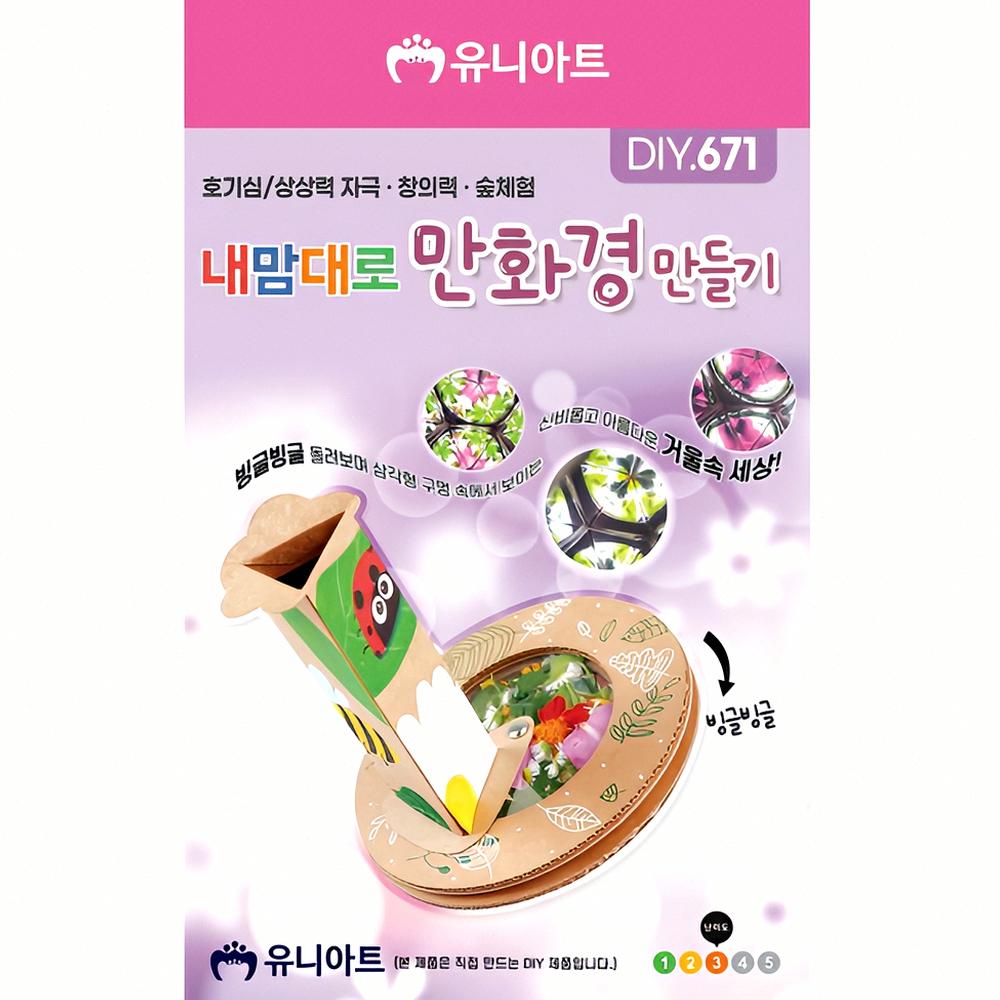 유니아트
DIY.671
호기심/상상력 자극 · 창의력 · 숲체험
내맘대로 만화경 만들기
빙글빙글 돌려보며 삼각형 구멍 속에서 보이는
신비롭고 아름다운 거울속 세상!
빙글빙글
난이도
유니아트 (본 제품은 직접 만드는 DIY 제품입니다.)
1 2 3 4 5